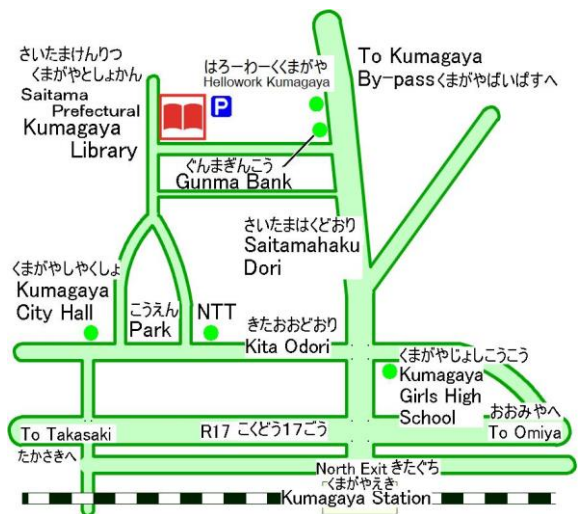 さいたまけんりつ
くまがやとしょかん
Saitama
Prefectural
Kumagaya
Library
P
はろーわーくくまがや
Hellowork Kumagaya
To Kumagaya
By-pass くまがやばいぱすへ
ぐんまぎんこう
Gunma Bank
さいたまはくどおり
Saitamahaku
Dori
くまがやしやくしょ
Kumagaya
City Hall
こうえん
Park
NTT
きたおおどおり
Kita Odori
くまがやじょしこうこう
Kumagaya
Girls High
School
おおみやへ
To Omiya
To Takasaki
たかさきへ
R17 こくどう17ごう
North Exit きたぐち
くまがやえき
Kumagaya Station